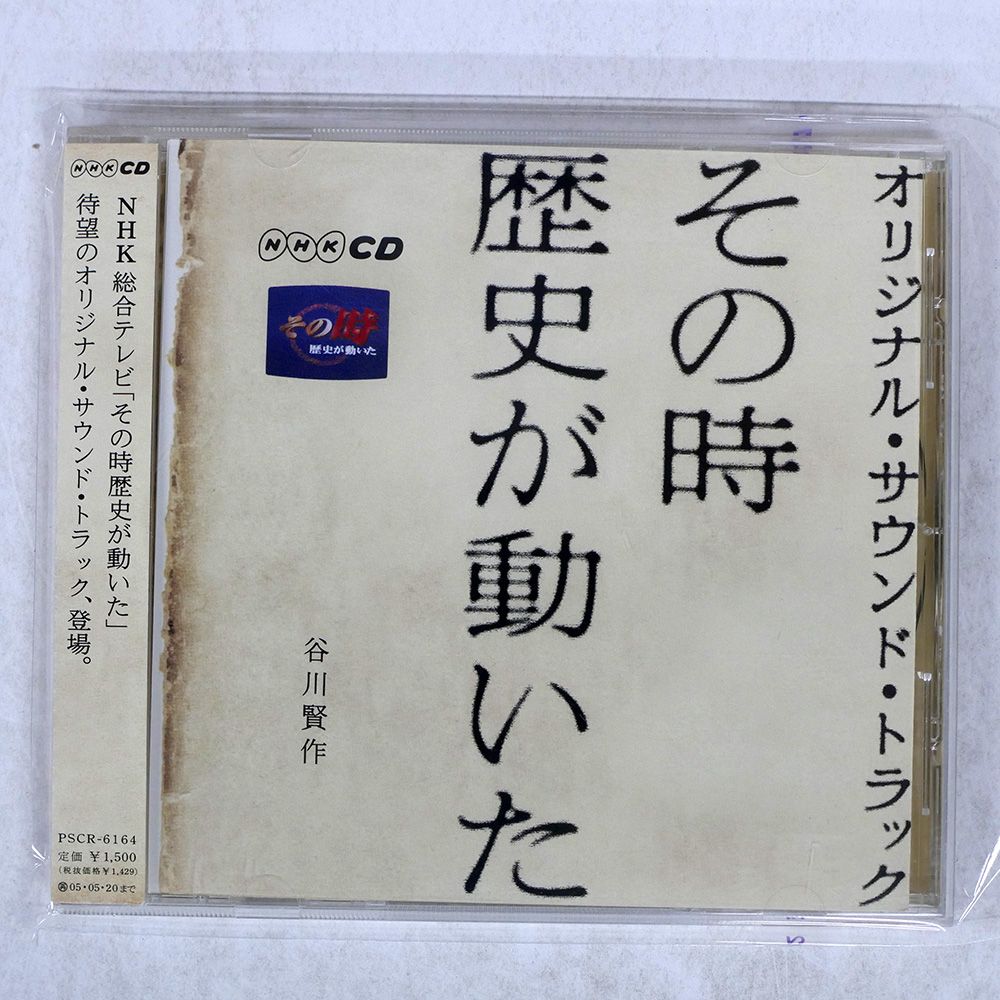 オリジナル・サウンド・トラック
その時
歴史が動いた
NHK CD
その時
歴史が動いた
谷川賢作
NHK CD
NHK総合テレビ「その時歴史が動いた」
待望のオリジナル・サウンド・トラック、登場。
PSCR-6164
定価 ¥1,500
(税抜価格¥1,429)
再05・05・20まで